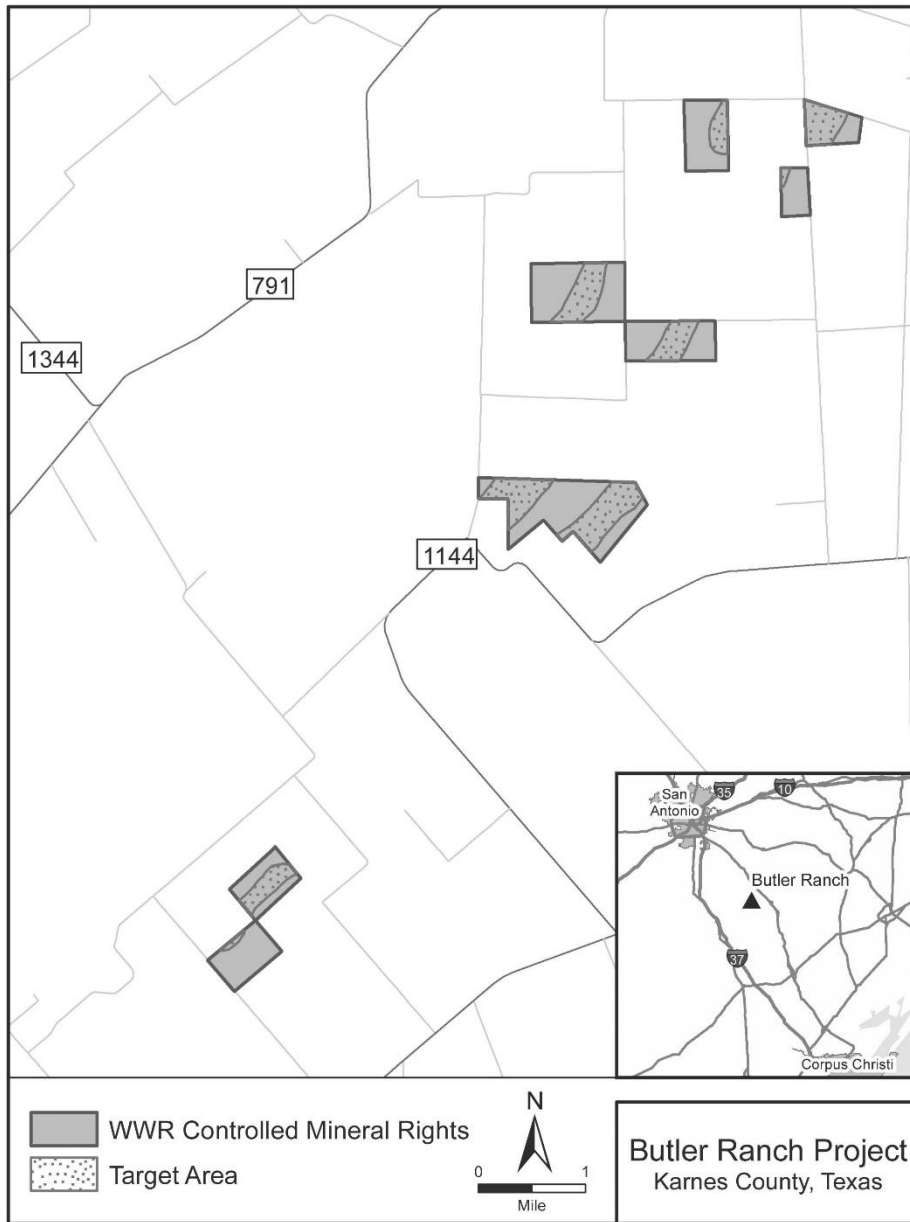 791
1344
1144
San
Antonio
35
10
Butler Ranch
37
Corpus Christi
WWR Controlled Mineral Rights
Target Area
N
0 1
Mile
Butler Ranch Project
Karnes County, Texas